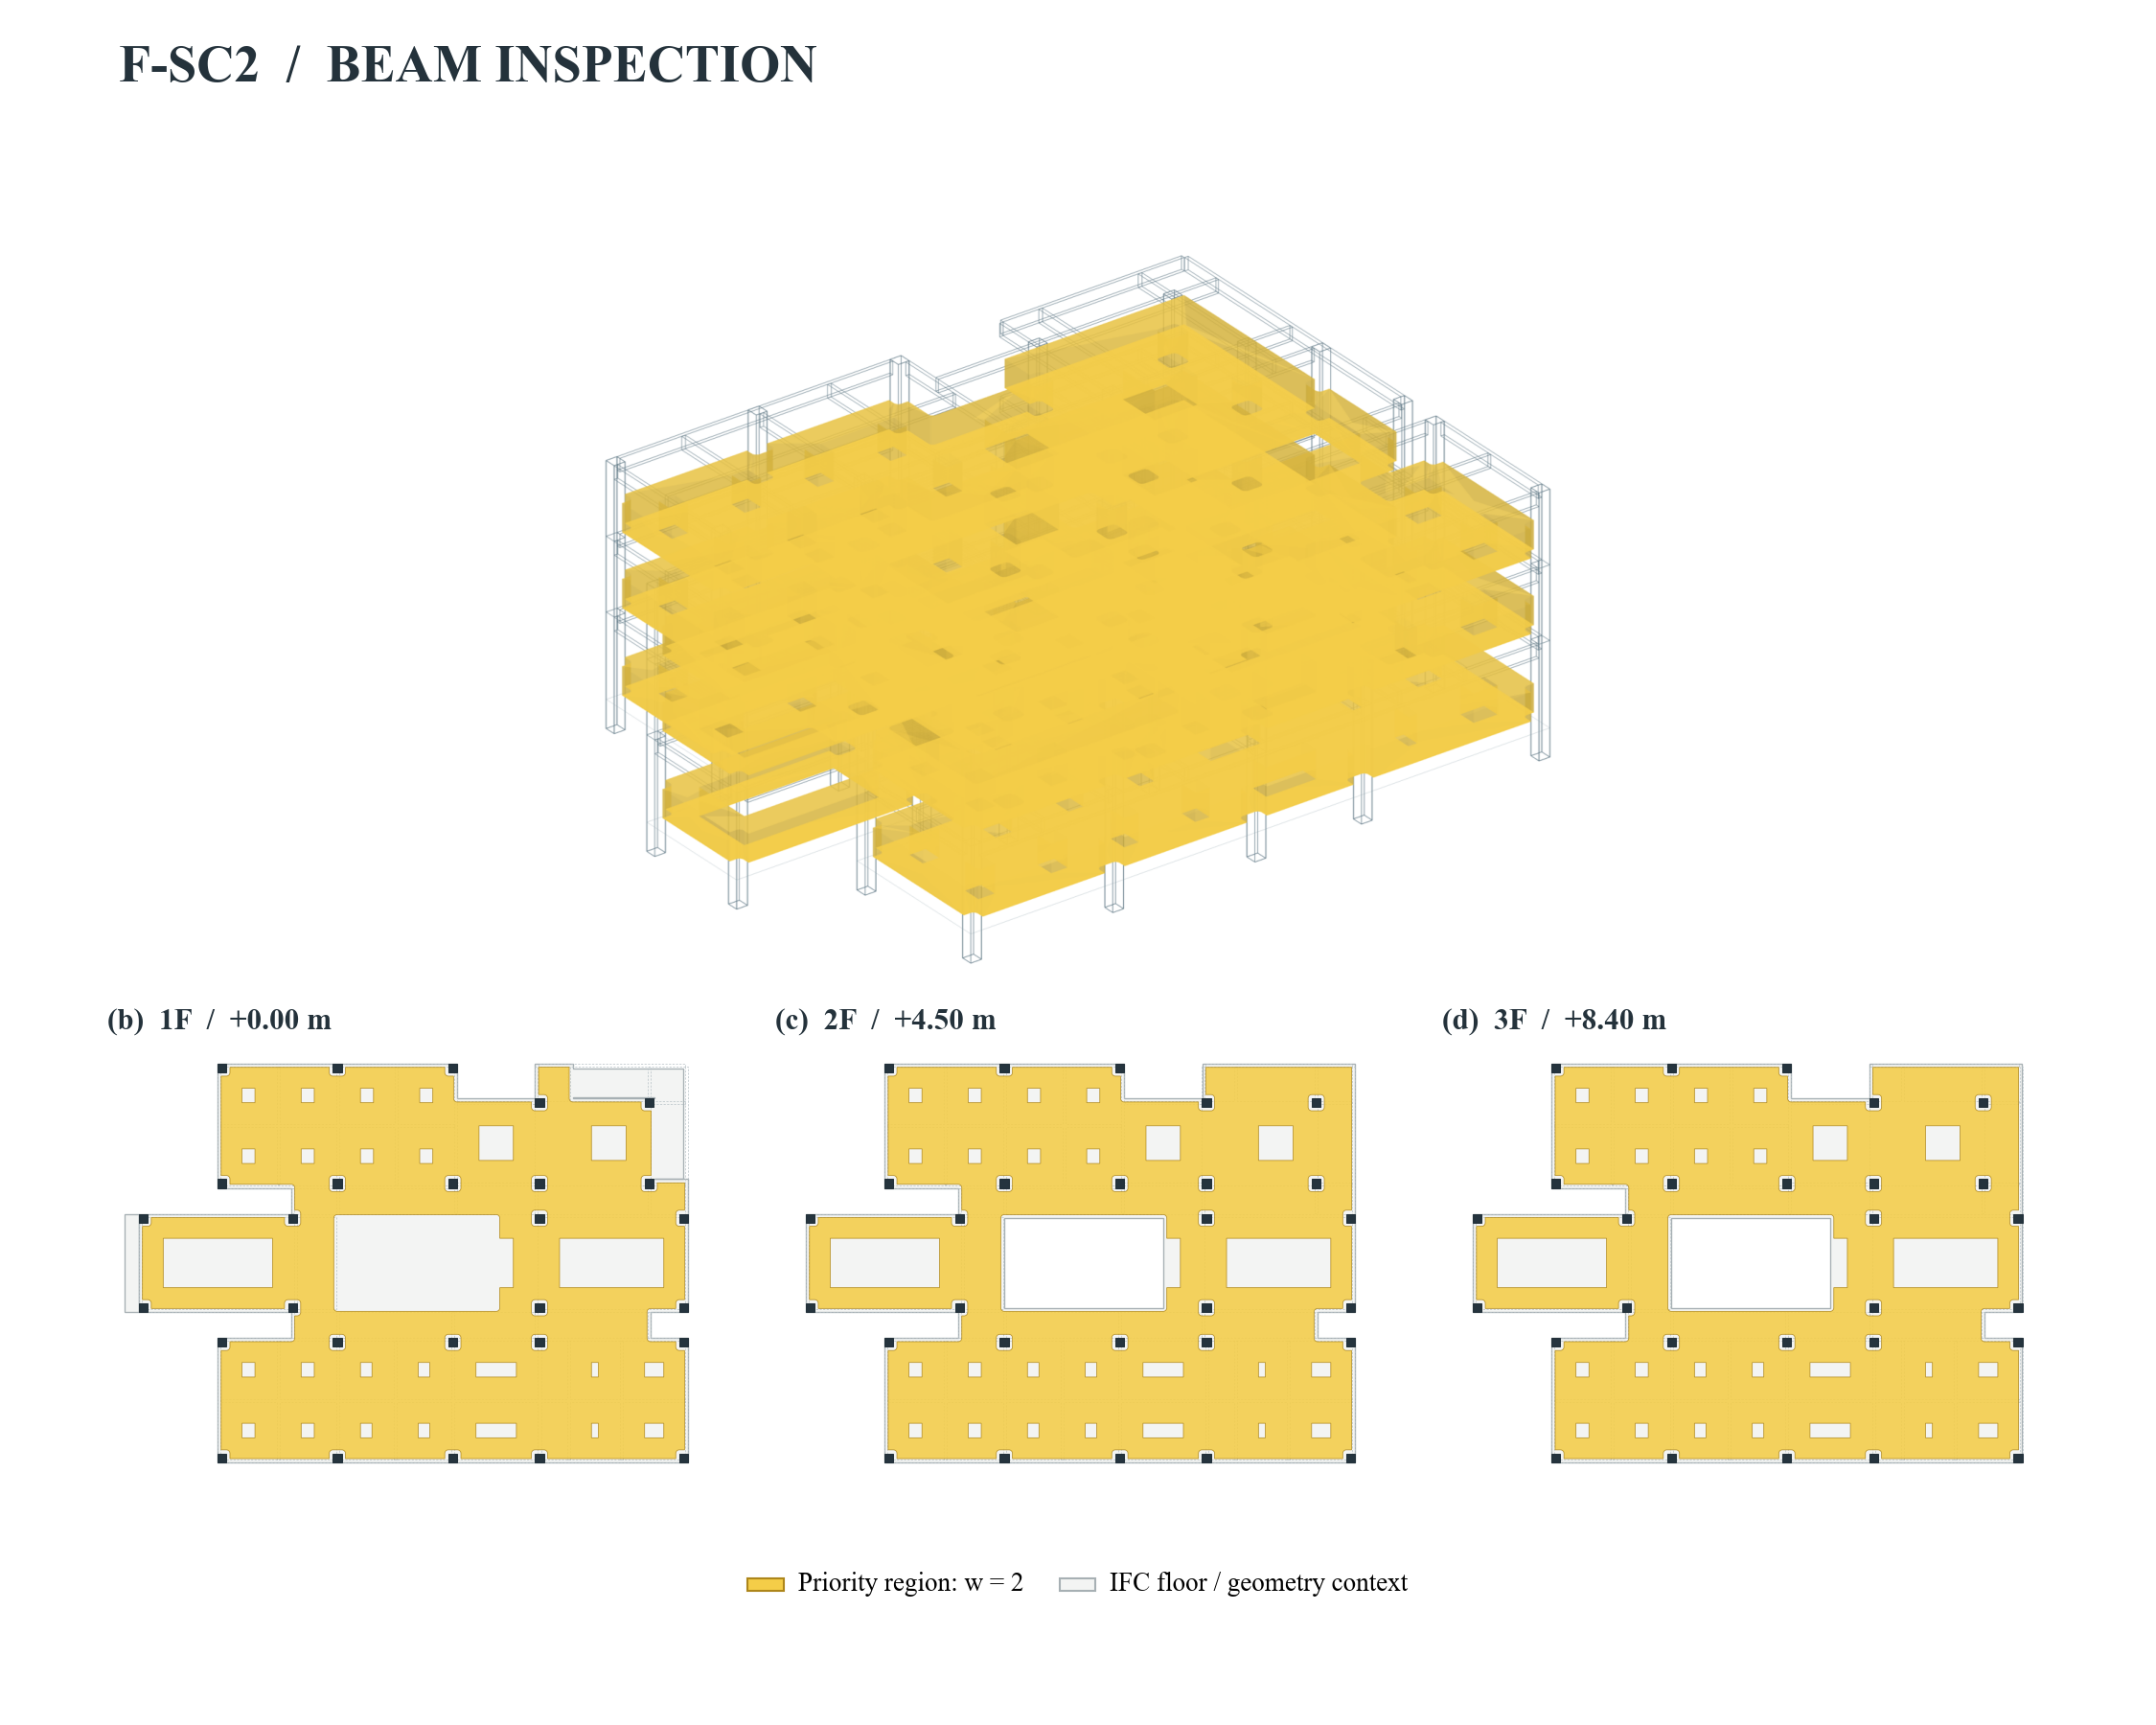 F-SC2 / BEAM INSPECTION
(b) 1F / +0.00 m
(c) 2F / +4.50 m
(d) 3F / +8.40 m
Priority region: w = 2
IFC floor / geometry context